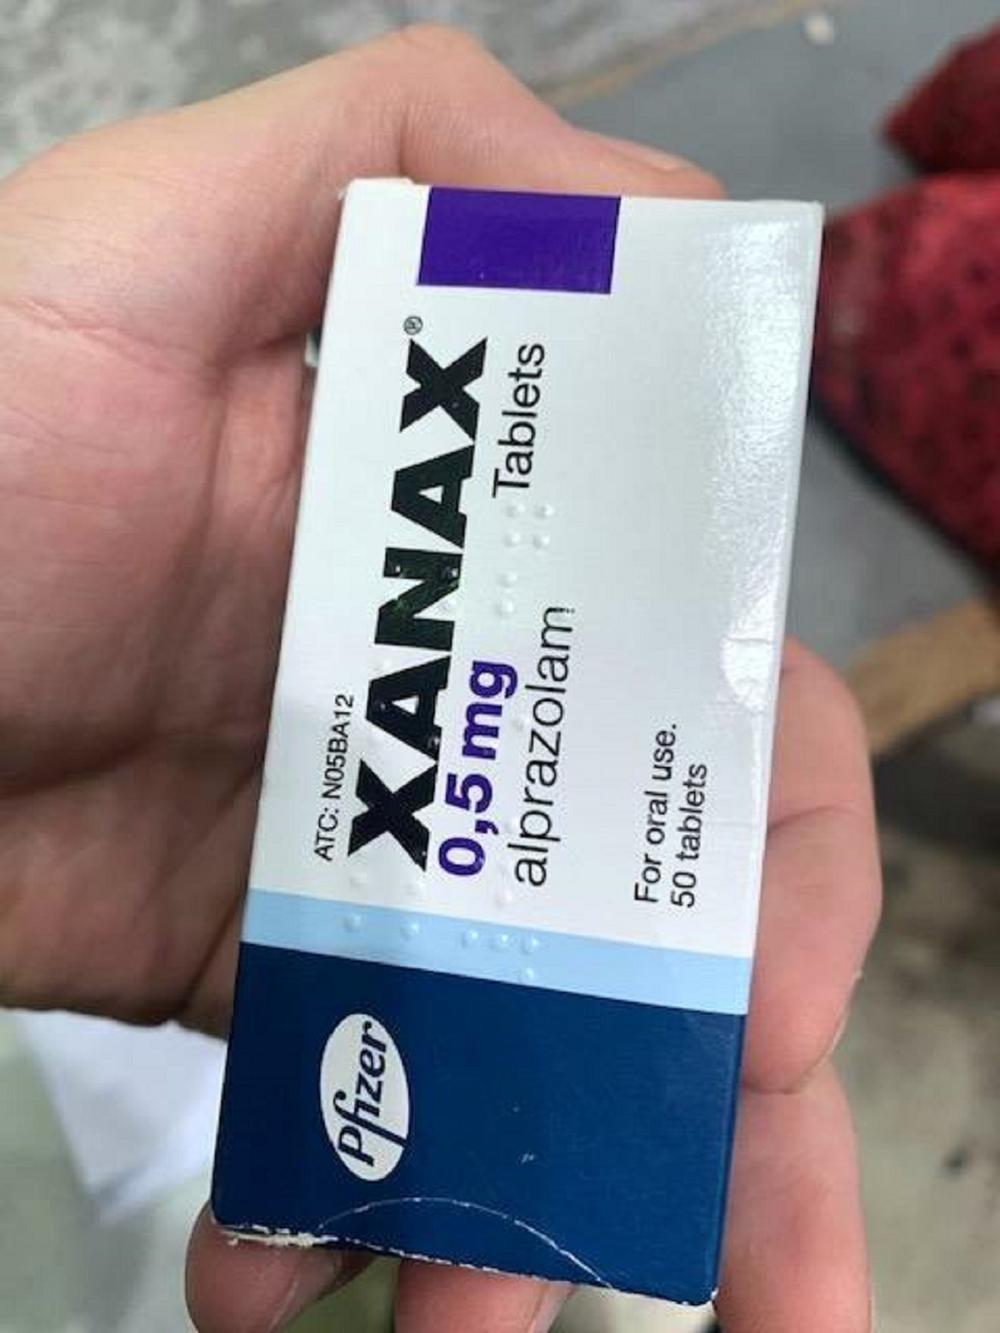 ATC: N05BA12
XANAX®
0,5 mg Tablets
alprazolam
For oral use.
50 tablets
Pfizer